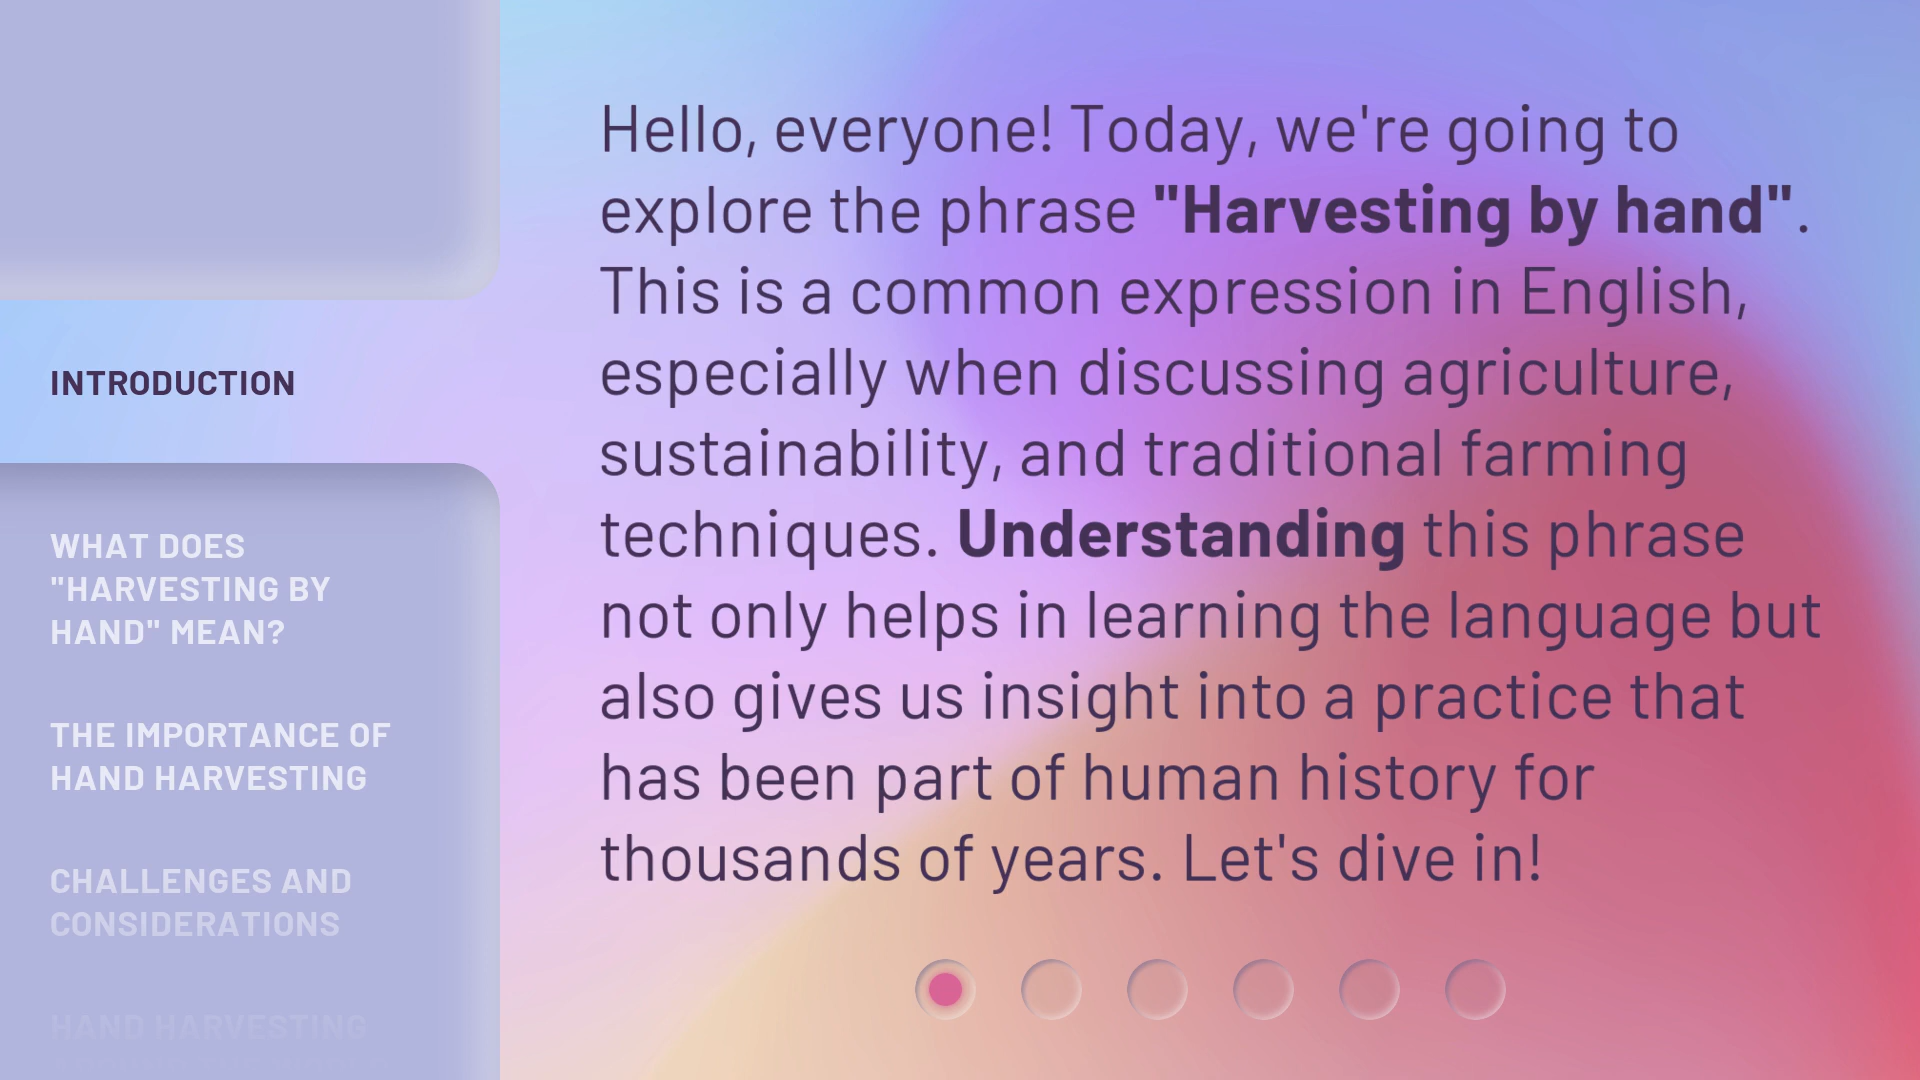 INTRODUCTION
WHAT DOES
"HARVESTING BY
HAND" MEAN?
THE IMPORTANCE OF
HAND HARVESTING
CHALLENGES AND
CONSIDERATIONS
HAND HARVESTING
AROUND THE WORLD
Hello, everyone! Today, we're going to
explore the phrase "Harvesting by hand".
This is a common expression in English,
especially when discussing agriculture,
sustainability, and traditional farming
techniques. Understanding this phrase
not only helps in learning the language but
also gives us insight into a practice that
has been part of human history for
thousands of years. Let's dive in!